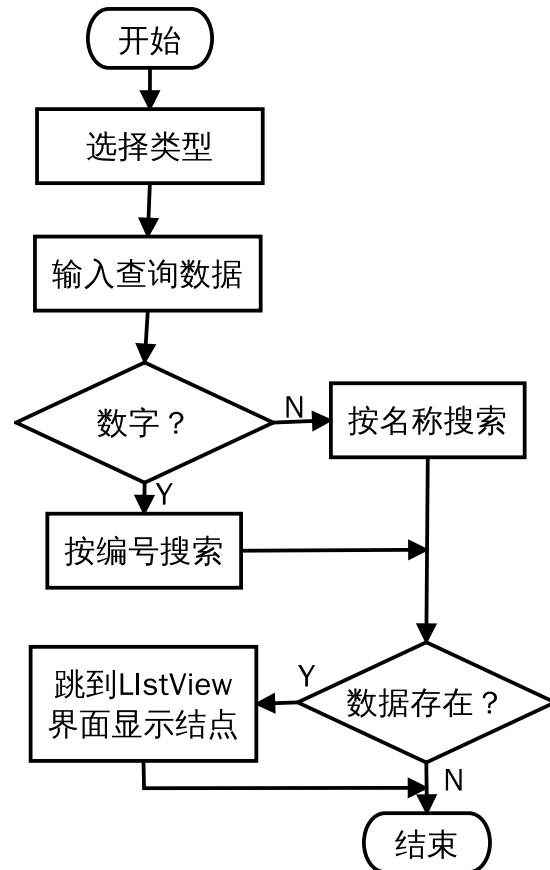 开始
选择类型
输入查询数据
数字？
N
按名称搜索
Y
按编号搜索
跳到LIstView
界面显示结点
Y
数据存在？
N
结束